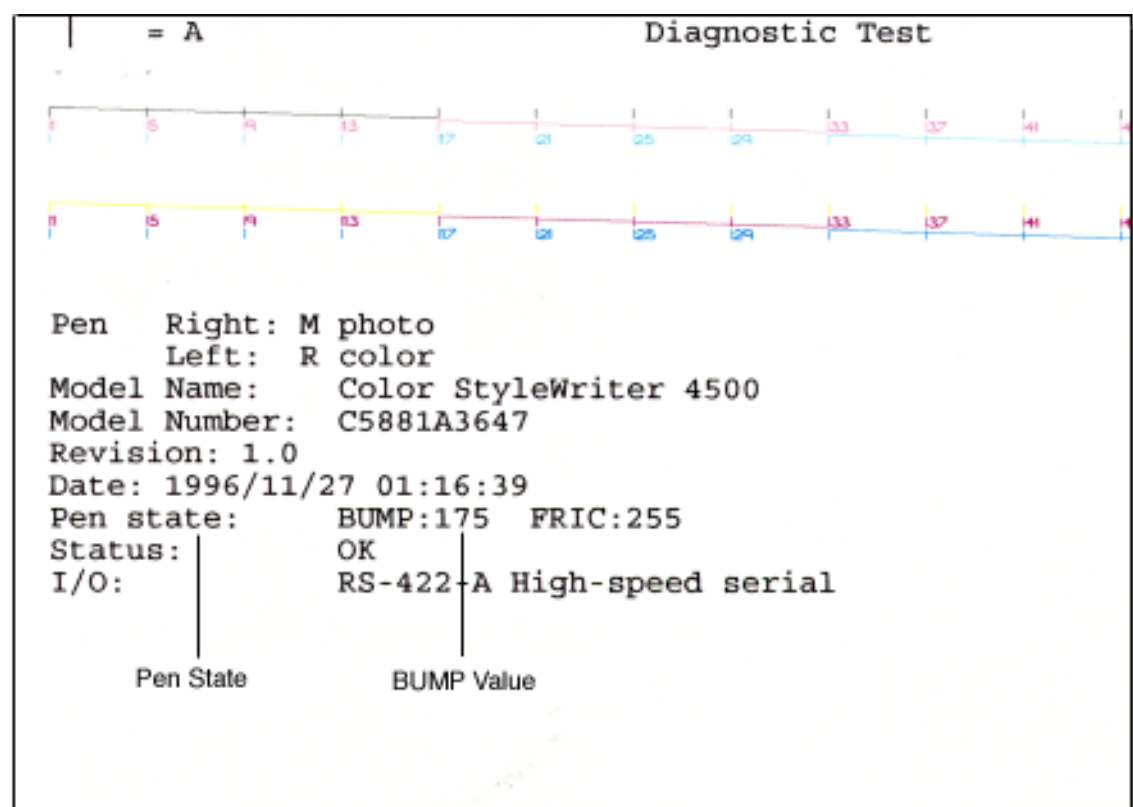 = A Diagnostic Test
1 5 9 13 33 37 41
17 21 25 29
1 5 9 13 33 37 41
17 21 25 29
Pen Right: M photo
Left: R color
Model Name: Color StyleWriter 4500
Model Number: C5881A3647
Revision: 1.0
Date: 1996/11/27 01:16:39
Pen state: BUMP:175 FRIC:255
Status: OK
I/O: RS-422-A High-speed serial
Pen State BUMP Value